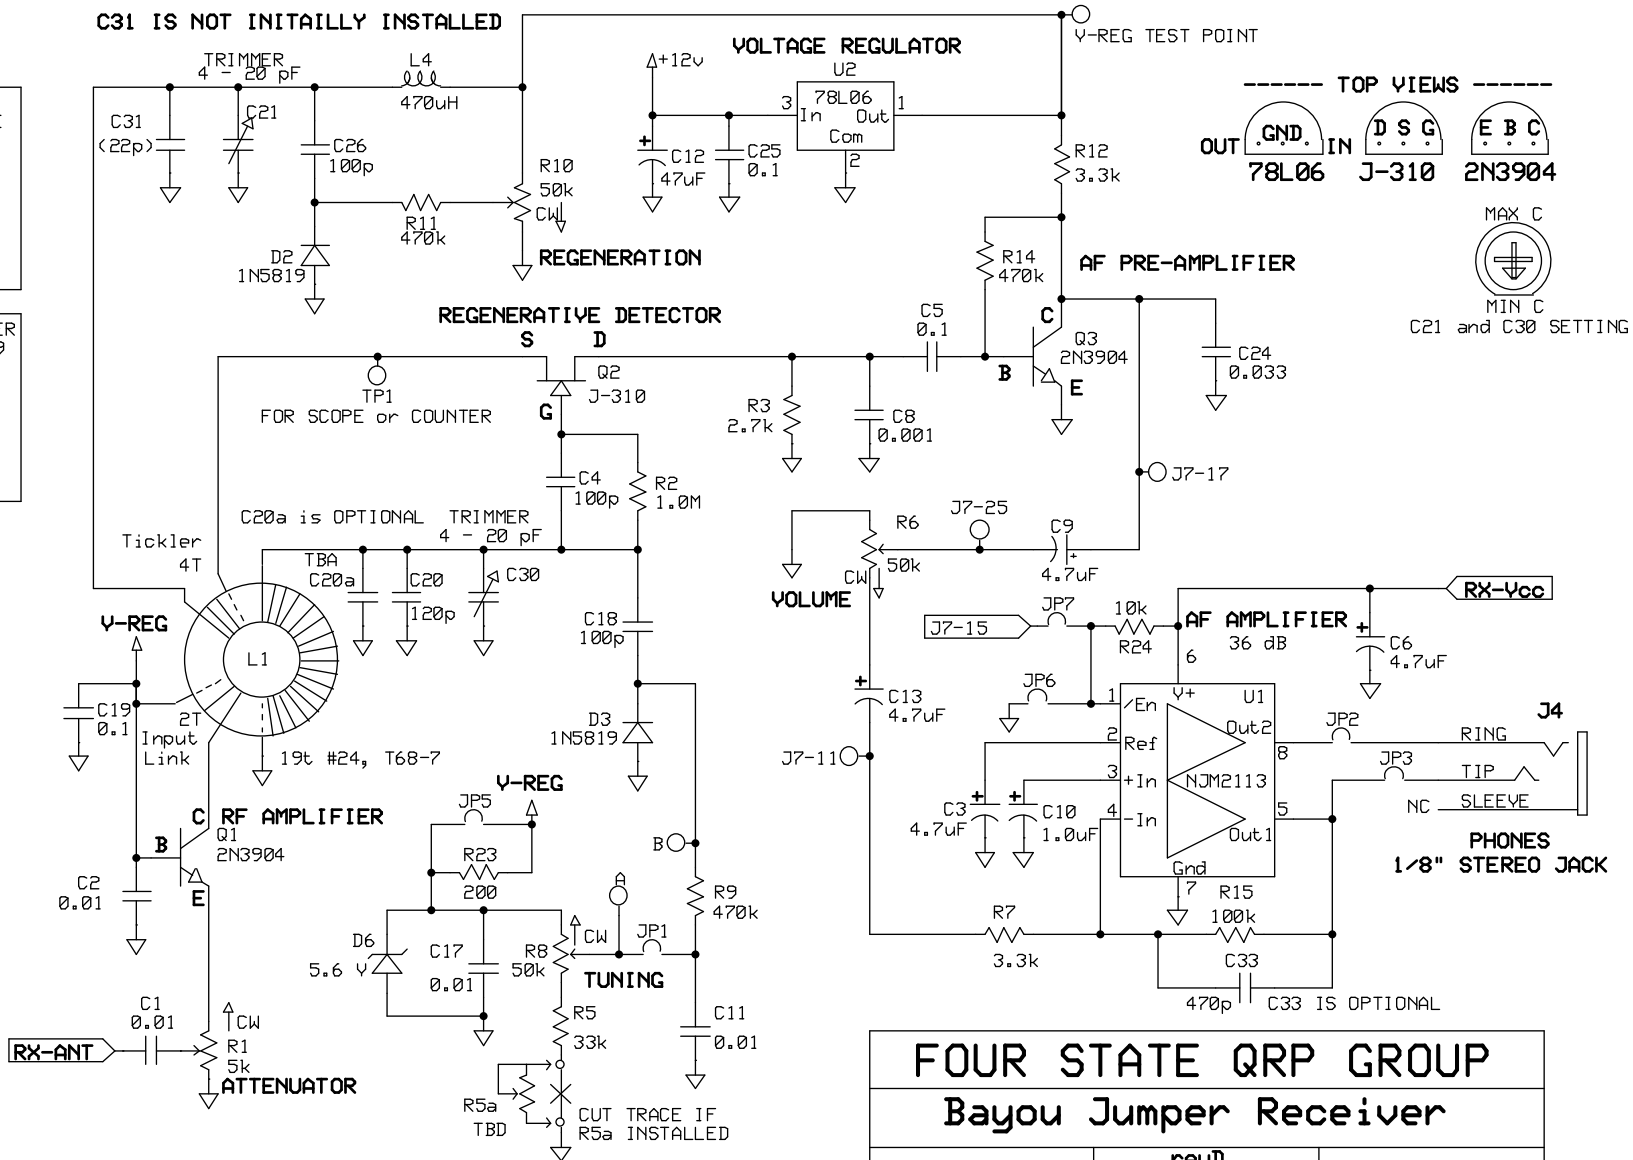 C31 IS NOT INITAILLY INSTALLED
TRIMMER
4 - 20 pF
L4
470uH
C31
(22p)
C21
C26
100p
R10
50k
CW
R11
470k
D2
1N5819
REGENERATION
VOLTAGE REGULATOR
+12v
U2
78L06
3
In
Out
1
Com
2
C12
47uF
C25
0.1
V-REG TEST POINT
R12
3.3k
R14
470k
AF PRE-AMPLIFIER
------ TOP VIEWS ------
OUT
GND
IN
78L06
D S G
J-310
E B C
2N3904
MAX C
MIN C
C21 and C30 SETTING
ER
9
REGENERATIVE DETECTOR
S
D
Q2
J-310
G
TP1
FOR SCOPE or COUNTER
C5
0.1
C
Q3
2N3904
B
E
C24
0.033
R3
2.7k
C8
0.001
C4
100p
R2
1.0M
J7-17
C20a is OPTIONAL
TRIMMER
4 - 20 pF
Tickler
4T
TBA
C20a
C20
120p
C30
J7-25
R6
50k
CW
VOLUME
C9
+
4.7uF
V-REG
L1
C18
100p
C19
0.1
2T
Input
Link
19t #24, T68-7
D3
1N5819
J7-15
JP7
10k
R24
AF AMPLIFIER
36 dB
6
RX-Vcc
C6
4.7uF
JP6
1
V+
U1
/En
2
Ref
3
+In
4
-In
NJM2113
Out2
8
5
Out1
Gnd
7
C13
4.7uF
J7-11
C3
4.7uF
C10
1.0uF
JP2
RING
J4
JP3
TIP
NC
SLEEVE
PHONES
1/8" STEREO JACK
C
RF AMPLIFIER
Q1
2N3904
B
E
C2
0.01
V-REG
JP5
R23
200
B
A
R9
470k
D6
5.6 V
C17
0.01
R8
50k
CW
JP1
TUNING
R5
33k
C11
0.01
R7
3.3k
R15
100k
C33
470p
C33 IS OPTIONAL
C1
0.01
CW
RX-ANT
R1
5k
ATTENUATOR
R5a
TBD
CUT TRACE IF
R5a INSTALLED
FOUR STATE QRP GROUP
Bayou Jumper Receiver
revD